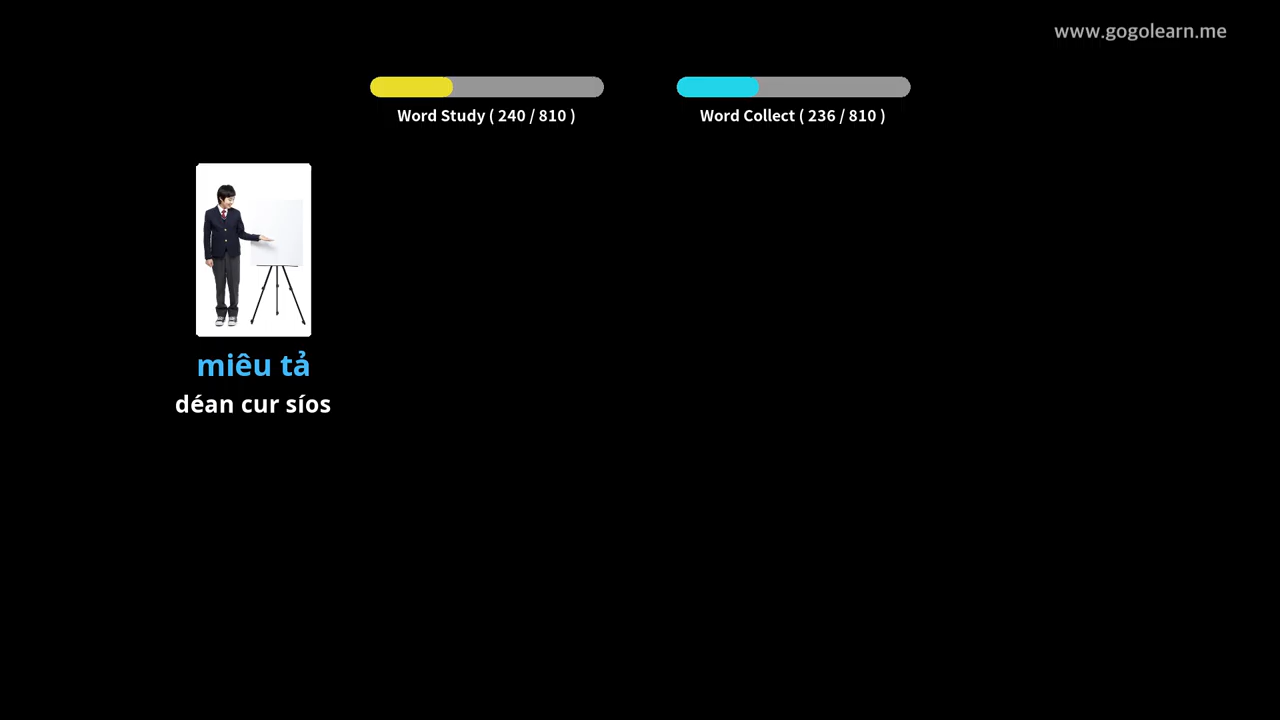 www.gogolearn.me
Word Study ( 240 / 810 )
Word Collect ( 236 / 810 )
miêu tả
déan cur síos